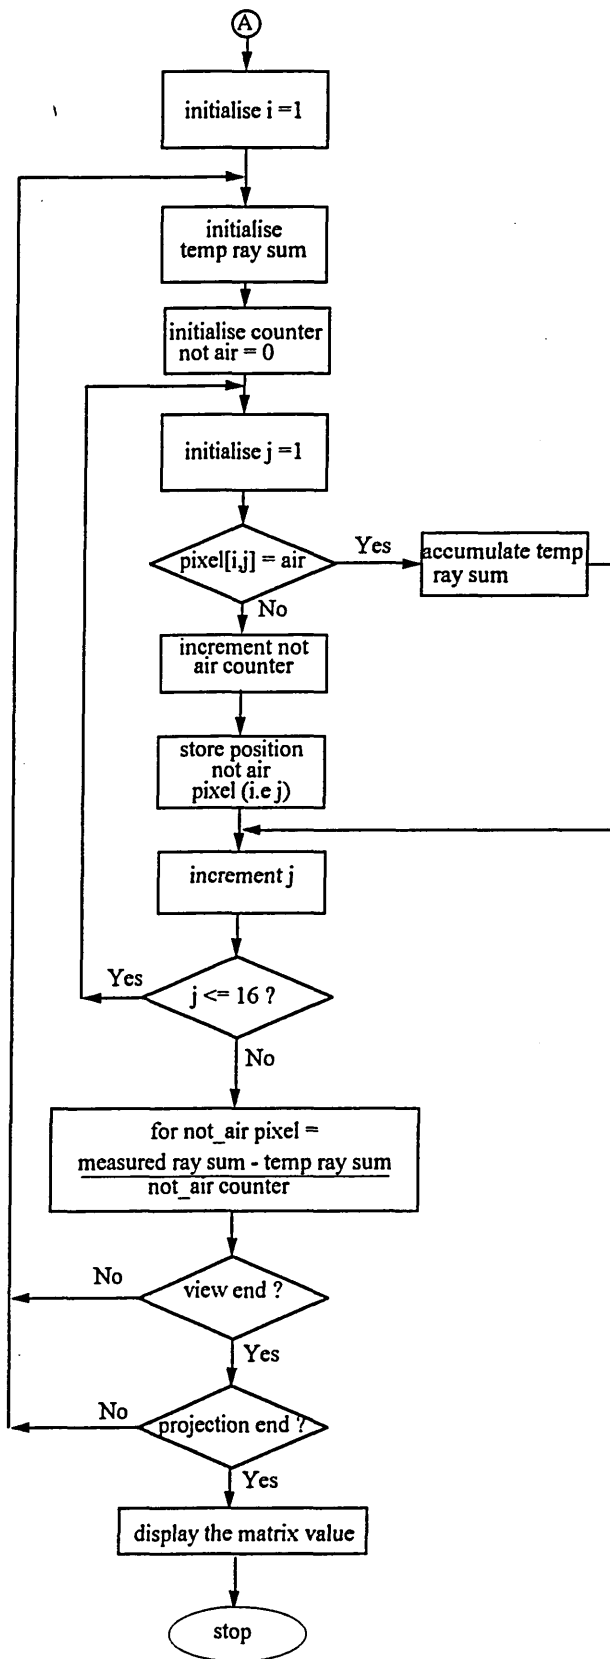 A
initialise i =1
initialise
temp ray sum
initialise counter
not air = 0
initialise j =1
pixel[i,j] = air
Yes
accumulate temp
ray sum
No
increment not
air counter
store position
not air
pixel (i.e j)
increment j
Yes
j <= 16 ?
No
for not_air pixel =
measured ray sum - temp ray sum
not_air counter
No
view end ?
Yes
No
projection end ?
Yes
display the matrix value
stop